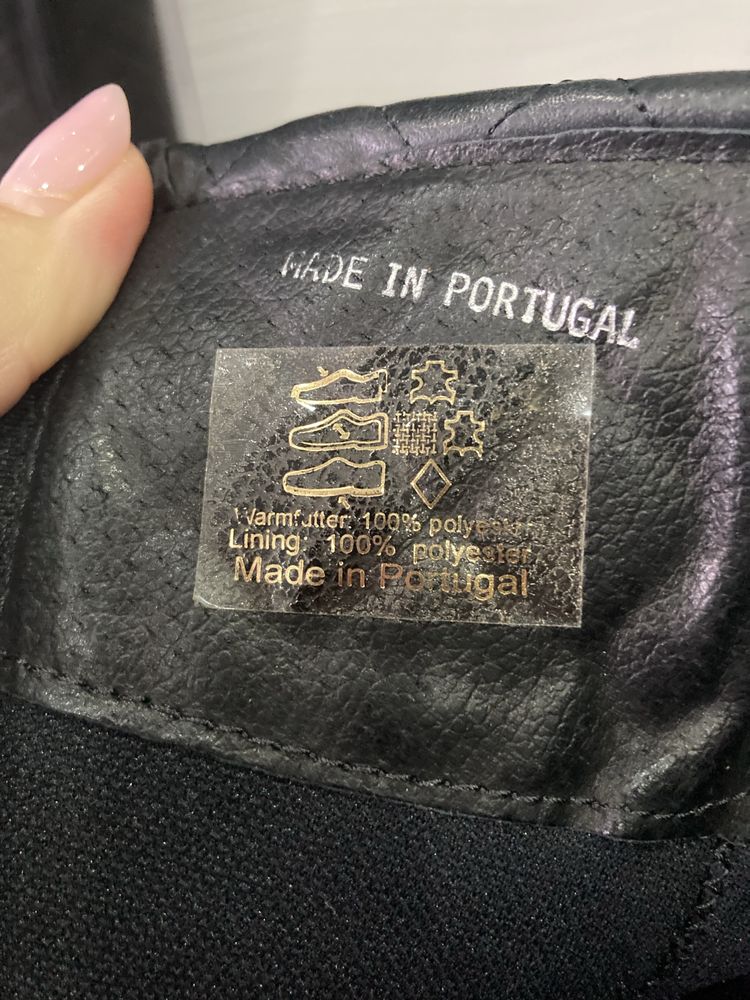 MADE IN PORTUGAL
Warmfutter: 100% polyester
Lining: 100% polyester
Made in Portugal